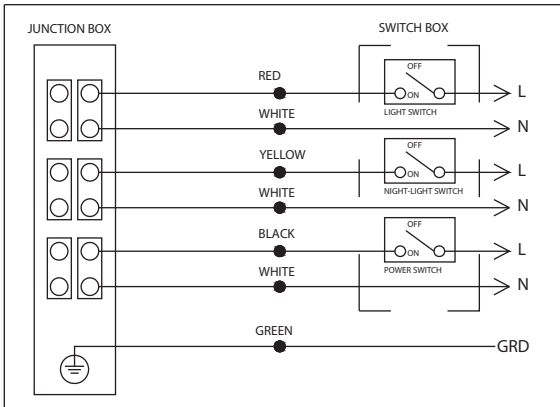 JUNCTION BOX
SWITCH BOX
OFF
RED
L
ON
LIGHT SWITCH
WHITE
N
OFF
YELLOW
L
ON
NIGHT-LIGHT SWITCH
WHITE
N
OFF
BLACK
L
ON
POWER SWITCH
WHITE
N
GREEN
GRD